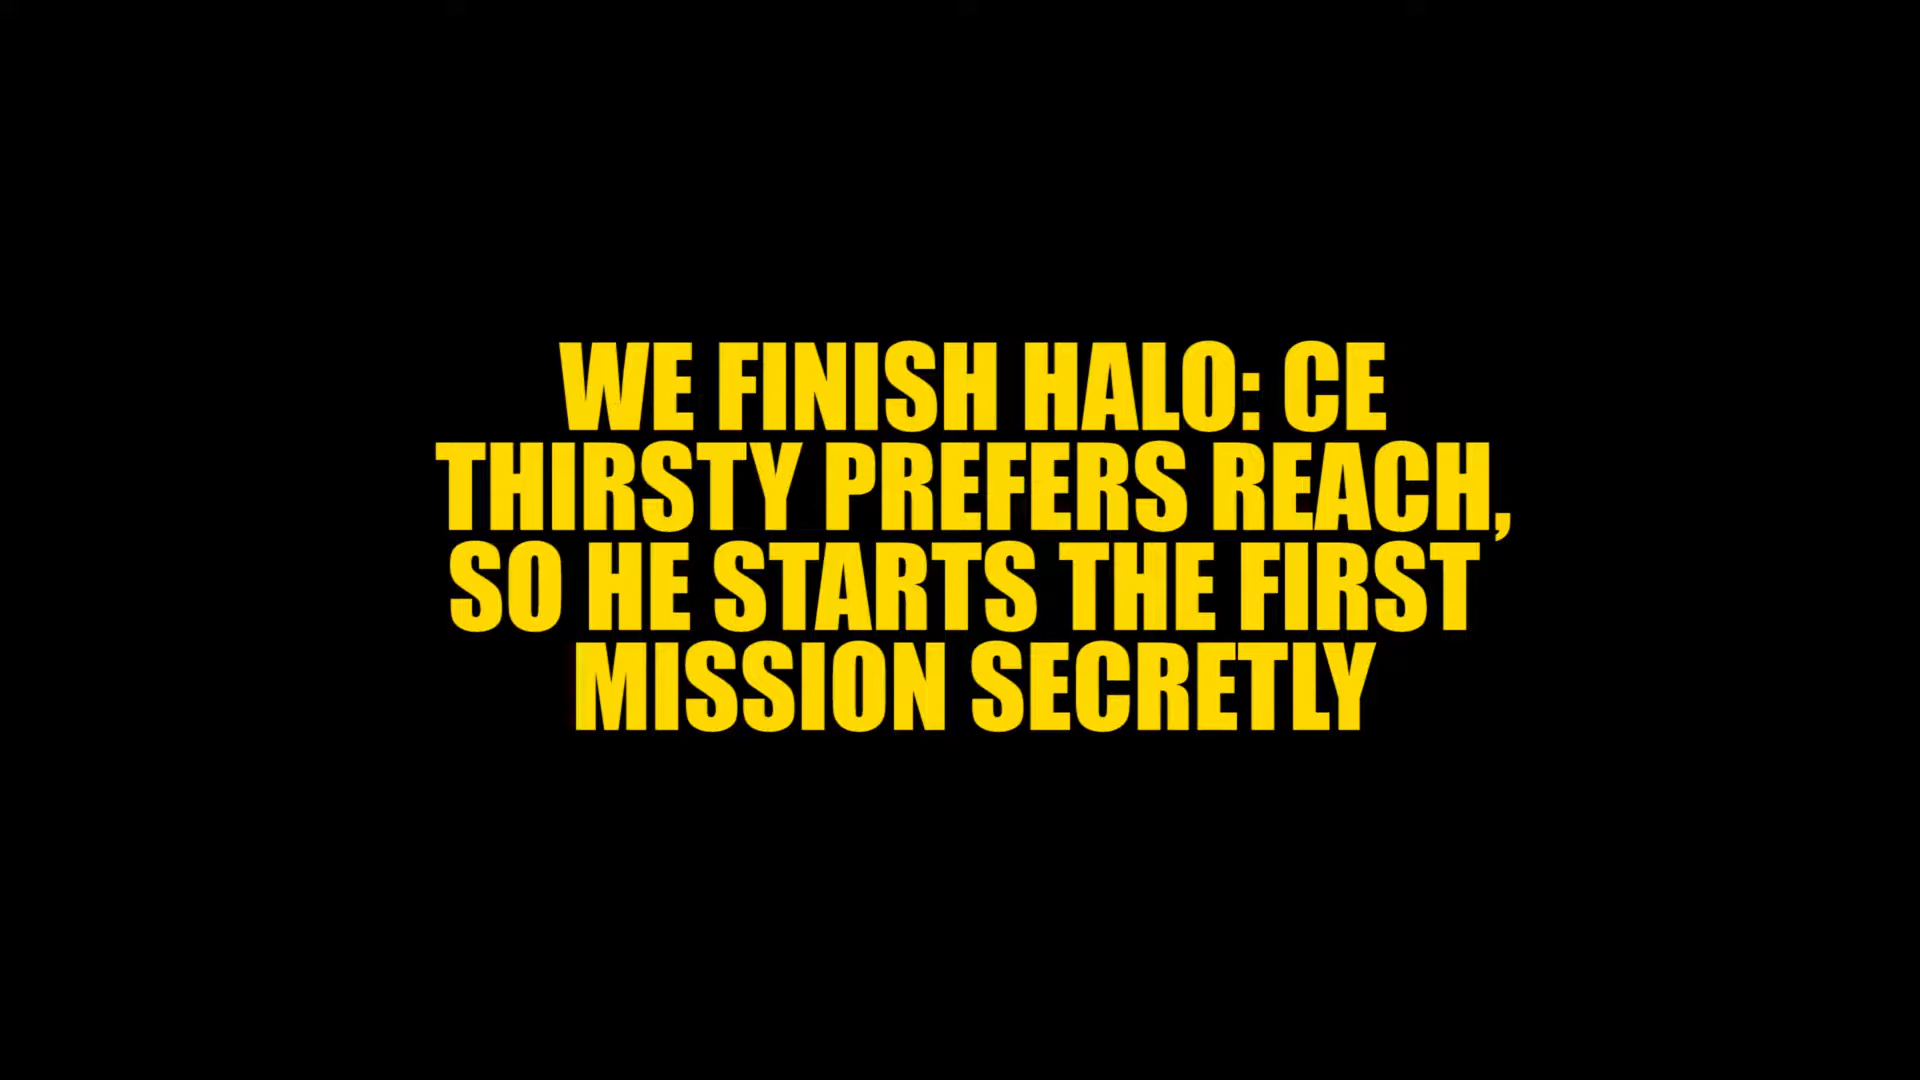 WE FINISH HALO: CE
THIRSTY PREFERS REACH,
SO HE STARTS THE FIRST
MISSION SECRETLY